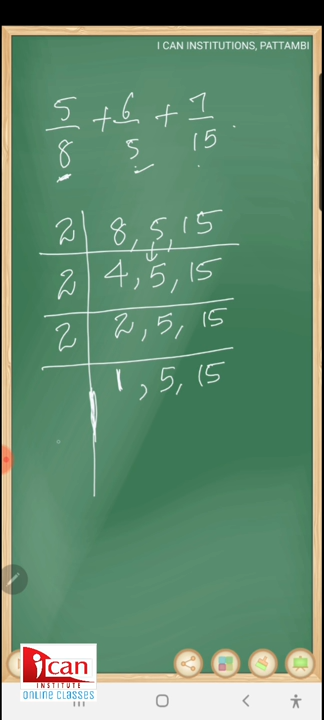 I CAN INSTITUTIONS, PATTAMBI
5/8 + 6/5 + 7/15
2 | 8, 5, 15
2 | 4, 5, 15
2 | 2, 5, 15
1, 5, 15
ican
INSTITUTE
ONLINE CLASSES